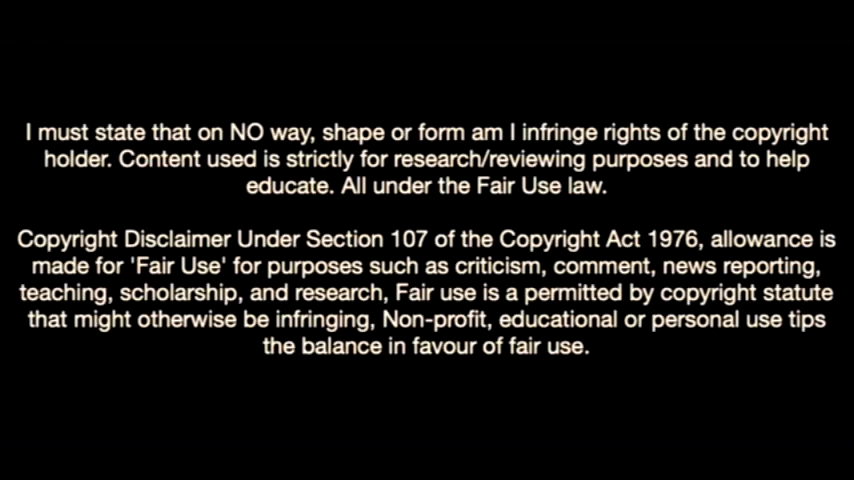 I must state that on NO way, shape or form am I infringe rights of the copyright
holder. Content used is strictly for research/reviewing purposes and to help
educate. All under the Fair Use law.
Copyright Disclaimer Under Section 107 of the Copyright Act 1976, allowance is
made for 'Fair Use' for purposes such as criticism, comment, news reporting,
teaching, scholarship, and research, Fair use is a permitted by copyright statute
that might otherwise be infringing, Non-profit, educational or personal use tips
the balance in favour of fair use.